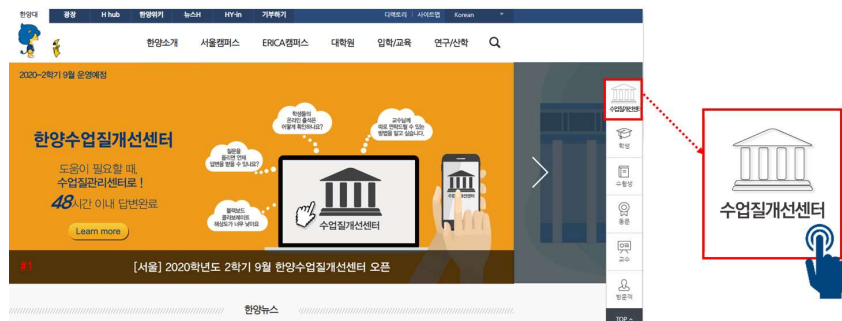 한양대 광장 H hub 한양위키 뉴스H HY-in 기부하기 디렉토리 사이트맵 Korean
한양소개 서울캠퍼스 ERICA캠퍼스 대학원 입학/교육 연구/산학
2020-2학기 9월 운영예정
한양수업질개선센터
도움이 필요할 때,
수업질관리센터로 !
48시간 이내 답변완료
Learn more
학생들의
온라인 출석은
어떻게 확인하나요?
교수님께
따로 연락드릴 수 있는
방법을 알고 싶습니다.
질문을
올리면 언제
답변을 받을 수 있나요?
블랙보드
콜라보레이트
해상도가 너무 낮아요
수업질개선센터
수업질개선센터
#1
[서울] 2020학년도 2학기 9월 한양수업질개선센터 오픈
한양뉴스
수업질개선센터
학생
수험생
동문
교수
방문객
TOP ^
수업질개선센터